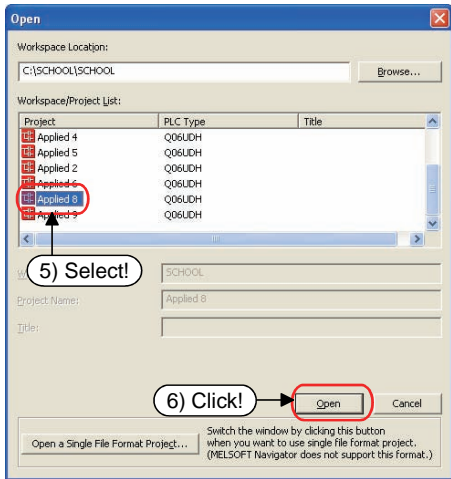 Open
Workspace Location:
C:\SCHOOL\SCHOOL
Browse...
Workspace/Project List:
Project PLC Type Title
Applied 4 Q06UDH
Applied 5 Q06UDH
Applied 2 Q06UDH
Applied 6 Q06UDH
Applied 8 Q06UDH
Applied 9 Q06UDH
5) Select!
SCHOOL
Project Name: Applied 8
Title:
6) Click!
Open Cancel
Open a Single File Format Project...
Switch the window by clicking this button
when you want to use single file format project.
(MELSOFT Navigator does not support this format.)